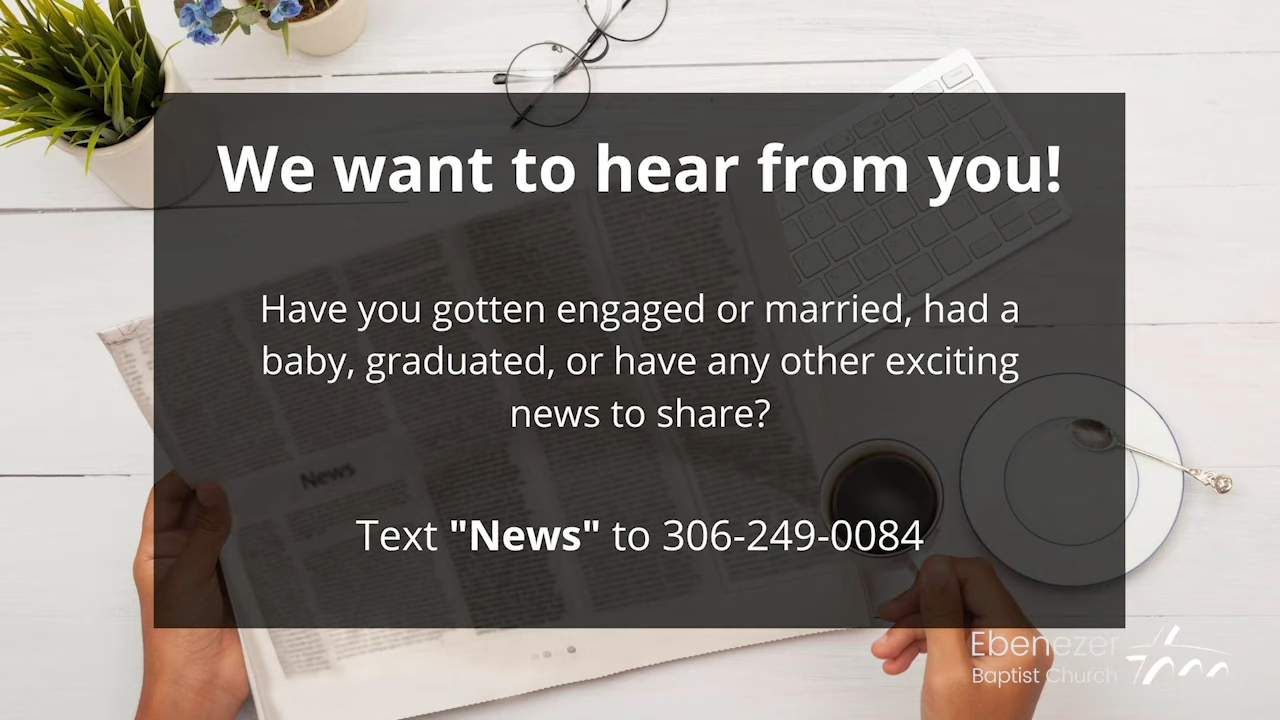 We want to hear from you!
Have you gotten engaged or married, had a
baby, graduated, or have any other exciting
news to share?
News
Text "News" to 306-249-0084
Ebenezer
Baptist Church